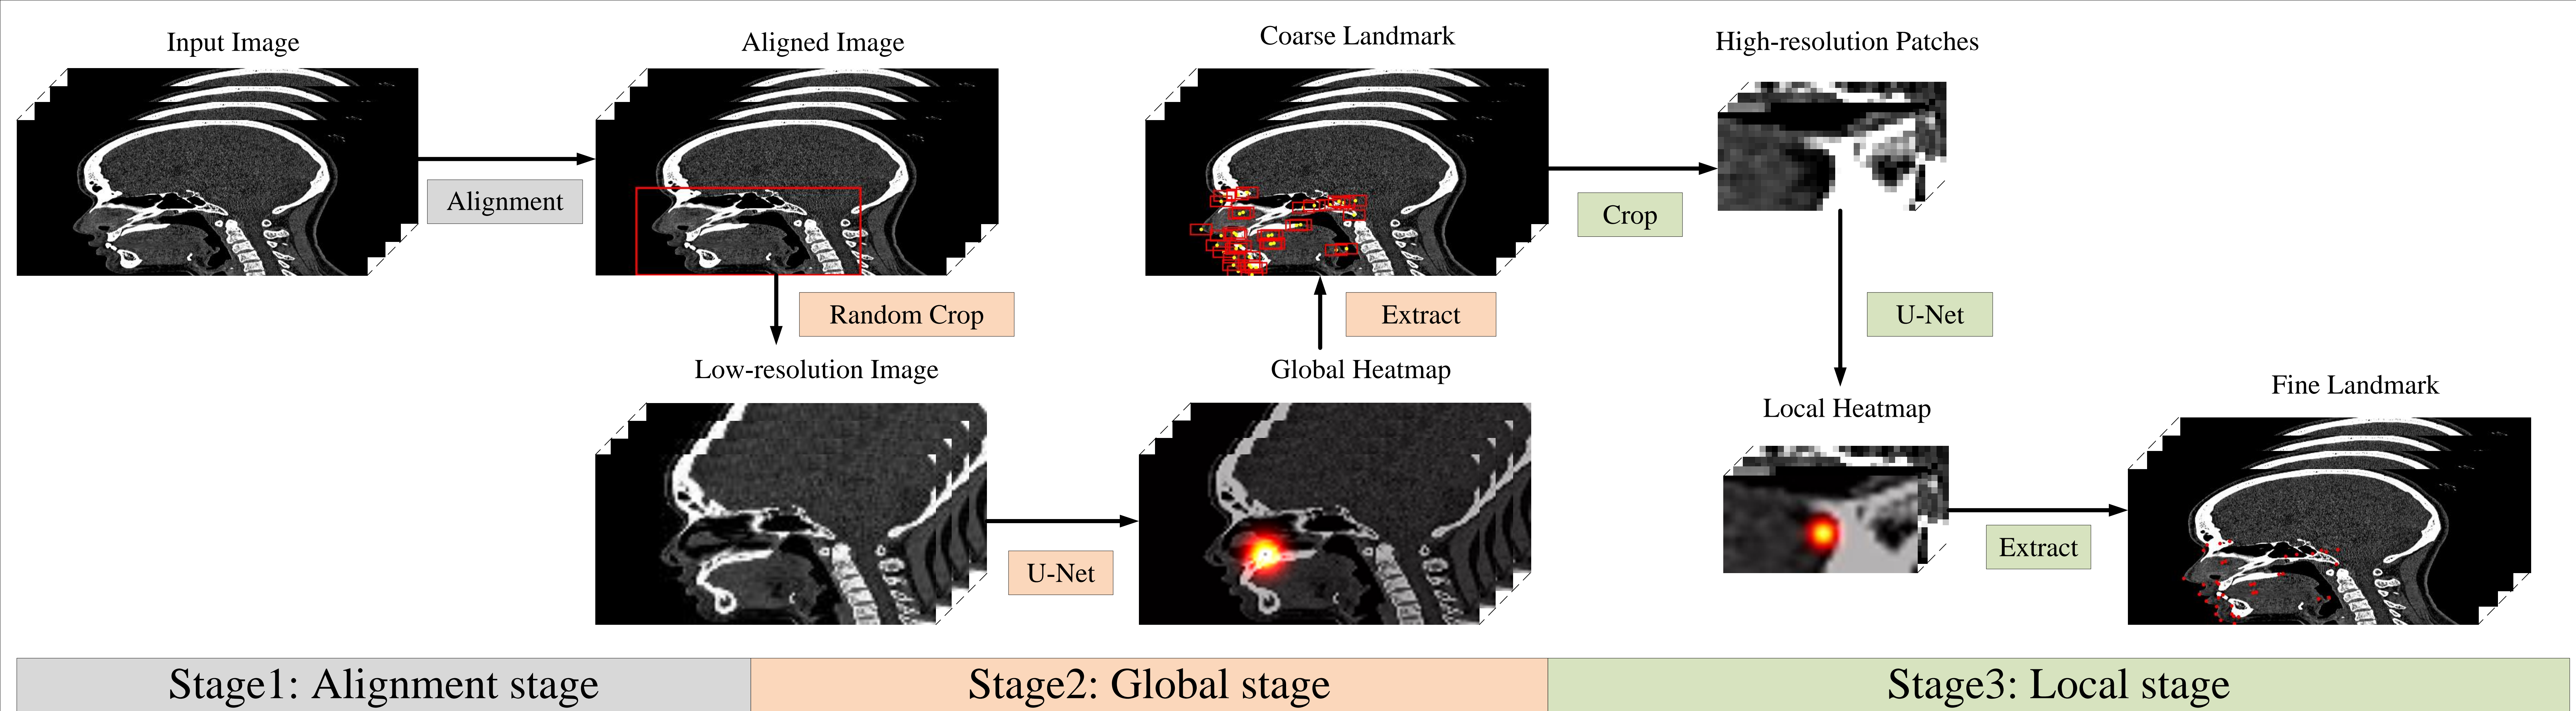 Input Image
Aligned Image
Coarse Landmark
High-resolution Patches
Alignment
Crop
Random Crop
Extract
U-Net
Low-resolution Image
Global Heatmap
Local Heatmap
Fine Landmark
U-Net
Extract
Stage1: Alignment stage
Stage2: Global stage
Stage3: Local stage